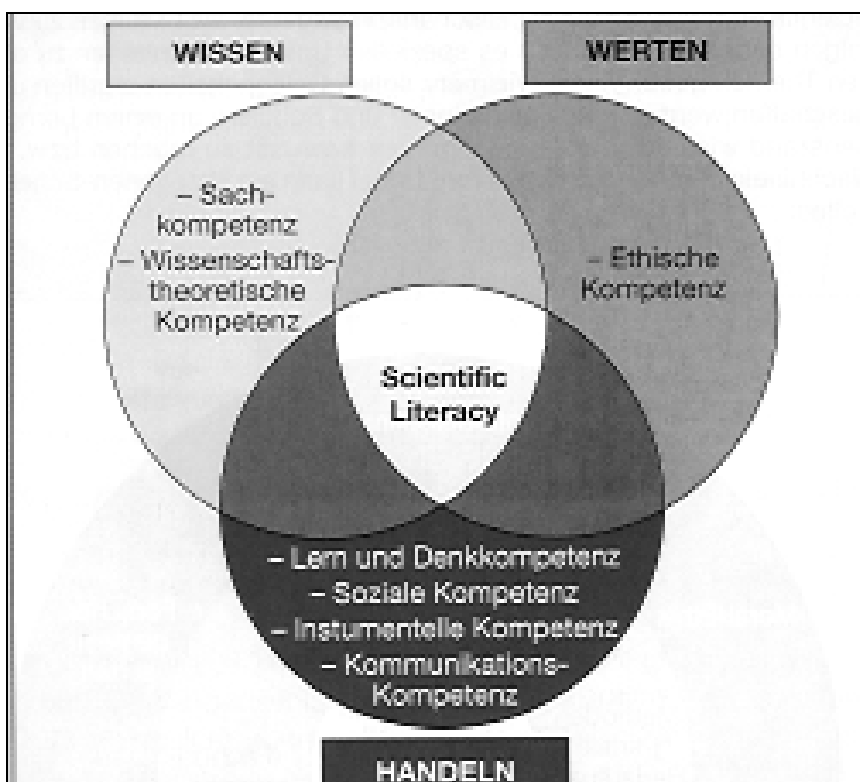 WISSEN
WERTEN
– Sach-
kompetenz
– Wissenschafts-
theoretische
Kompetenz
– Ethische
Kompetenz
Scientific
Literacy
– Lern und Denkkompetenz
– Soziale Kompetenz
– Instumentelle Kompetenz
– Kommunikations-
Kompetenz
HANDELN